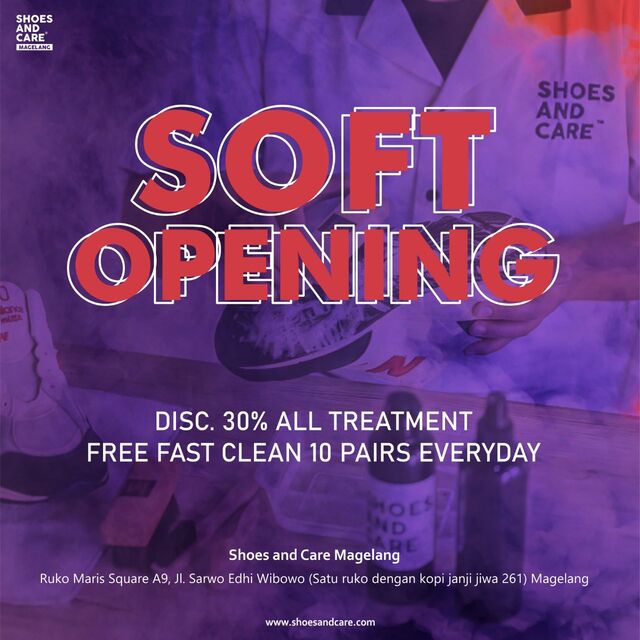 SHOES
AND
CARE
MAGELANG
SHOES
AND
CARE™
SOFT
OPENING
N
DISC. 30% ALL TREATMENT
FREE FAST CLEAN 10 PAIRS EVERYDAY
SHOES
AND
CARE
Shoes and Care Magelang
Ruko Maris Square A9, Jl. Sarwo Edhi Wibowo (Satu ruko dengan kopi janji jiwa 261) Magelang
www.shoesandcare.com